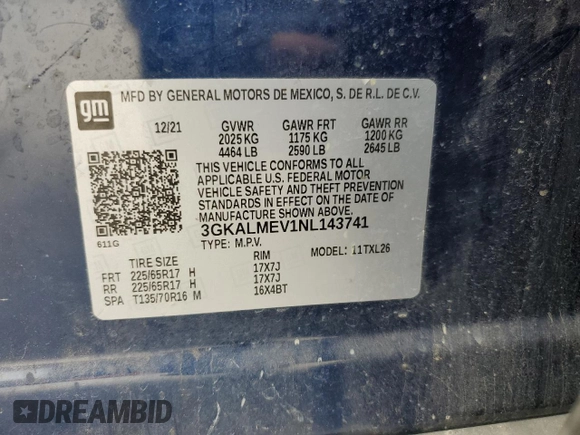 gm
MFD BY GENERAL MOTORS DE MEXICO, S. DE R.L. DE C.V.
12/21 GVWR GAWR FRT GAWR RR
2025 KG 1175 KG 1200 KG
4464 LB 2590 LB 2645 LB
THIS VEHICLE CONFORMS TO ALL
APPLICABLE U.S. FEDERAL MOTOR
VEHICLE SAFETY AND THEFT PREVENTION
STANDARDS IN EFFECT ON THE DATE OF
MANUFACTURE SHOWN ABOVE.
611G
3GKALMEV1NL143741
TYPE: M.P.V. MODEL: 11TXL26
TIRE SIZE RIM
FRT 225/65R17 H 17X7J
RR 225/65R17 H 17X7J
SPA T135/70R16 M 16X4BT
DREAMBID